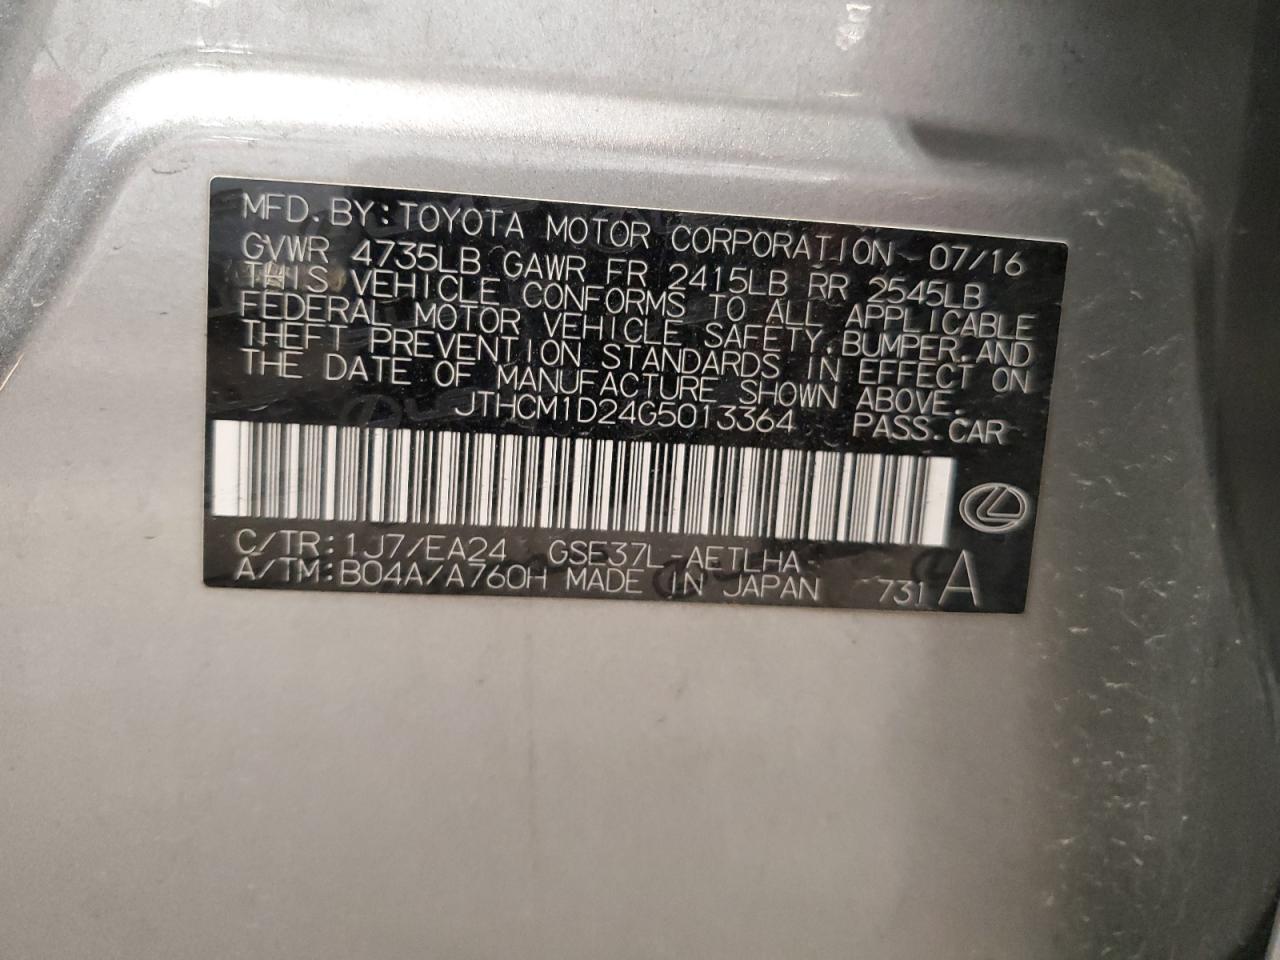 MFD. BY: TOYOTA MOTOR CORPORATION 07/16
GVWR 4735LB GAWR FR 2415LB RR 2545LB
THIS VEHICLE CONFORMS TO ALL APPLICABLE
FEDERAL MOTOR VEHICLE SAFETY, BUMPER, AND
THEFT PREVENTION STANDARDS IN EFFECT ON
THE DATE OF MANUFACTURE SHOWN ABOVE.
JTHCM1D24G5013364 PASS. CAR
C/TR: 1J7/EA24 GSE37L-AETLHA
A/TM: B04A/A760H MADE IN JAPAN 731 A